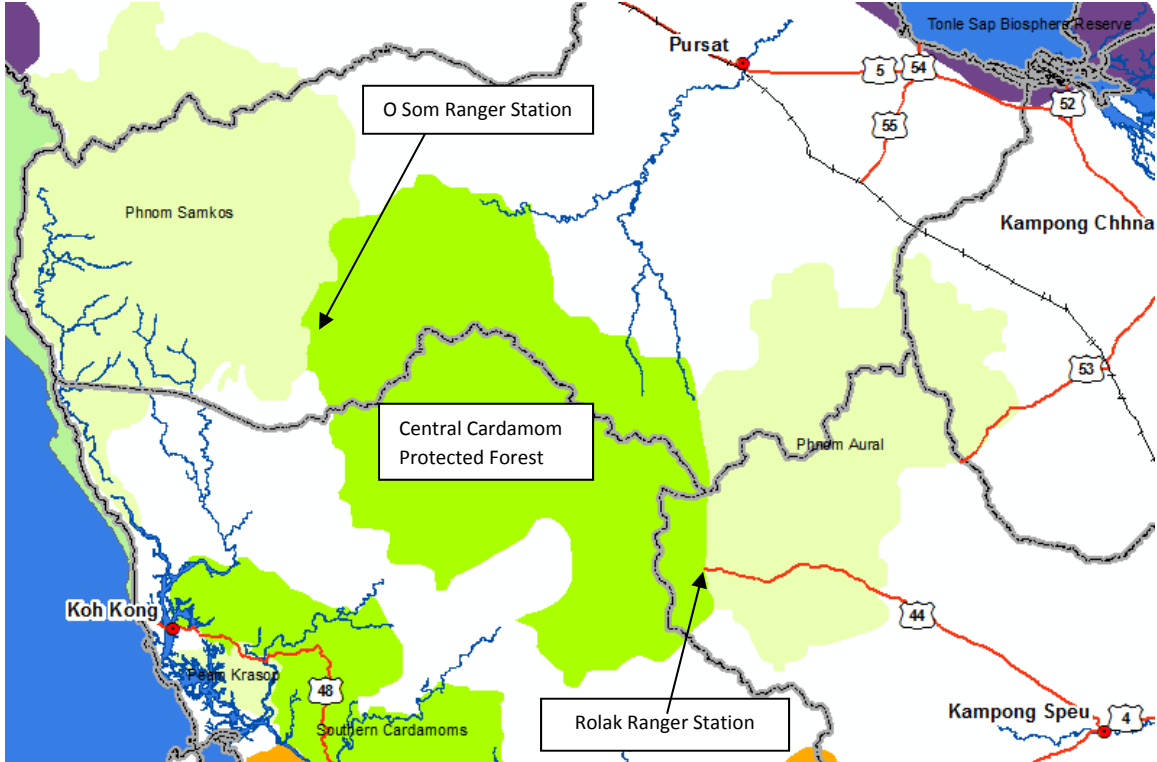 Tonle Sap Biosphere Reserve
Pursat
5
54
52
55
O Som Ranger Station
Phnom Samkos
Kampong Chhna
53
Central Cardamom
Protected Forest
Phnom Aural
Koh Kong
44
Peam Krasop
48
Southern Cardamoms
Rolak Ranger Station
Kampong Speu
4